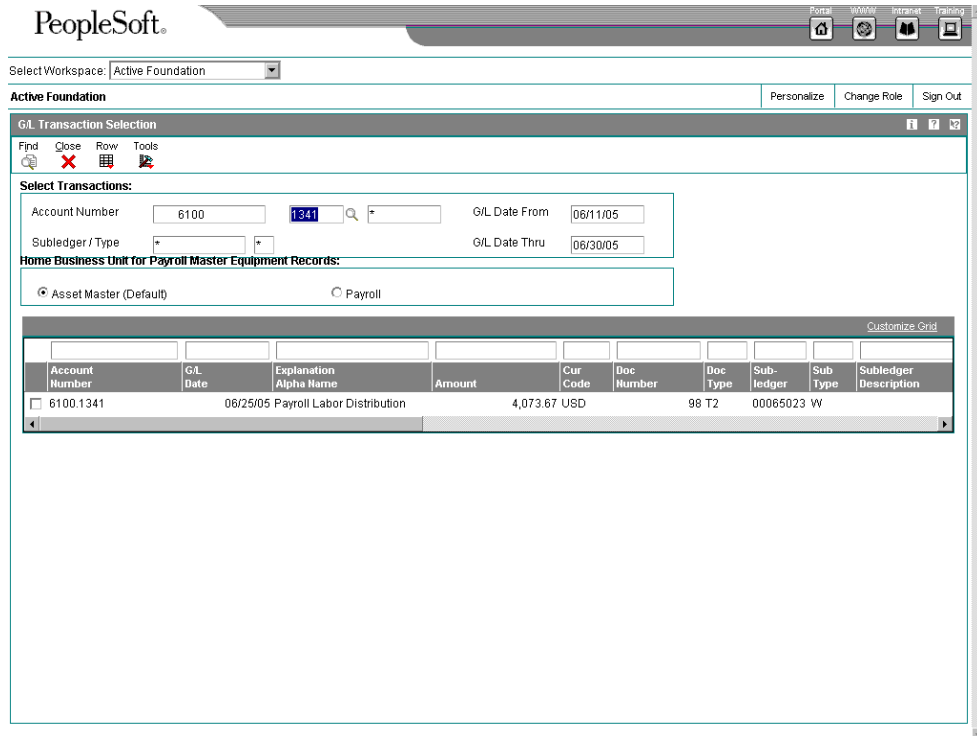 Portal WWW Intranet Training
PeopleSoft.
Select Workspace: Active Foundation
Active Foundation Personalize Change Role Sign Out
G/L Transaction Selection i ? ?
Find Close Row Tools
Select Transactions:
Account Number 6100 1341 * G/L Date From 06/11/05
Subledger / Type * * G/L Date Thru 06/30/05
Home Business Unit for Payroll Master Equipment Records:
Asset Master (Default) Payroll
Customize Grid
Account G/L Explanation Cur Doc Doc Sub- Sub Subledger
Number Date Alpha Name Amount Code Number Type ledger Type Description
6100.1341 06/25/05 Payroll Labor Distribution 4,073.67 USD 98 T2 00065023 W